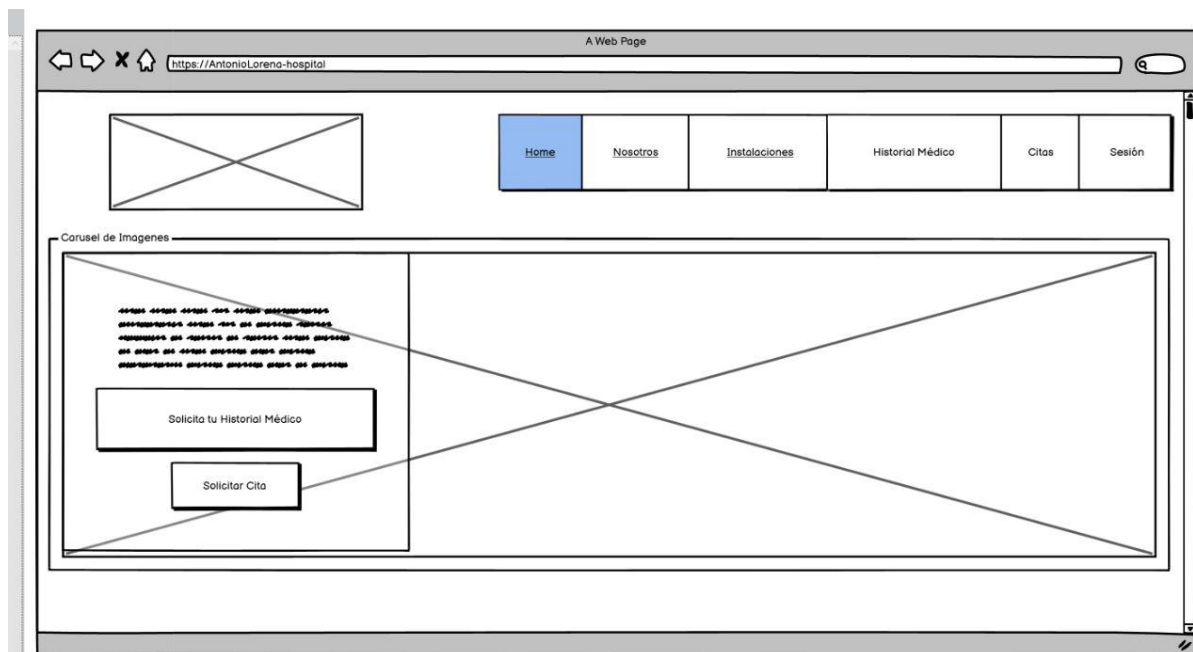 A Web Page
https://AntonioLorena-hospital
Home Nosotros Instalaciones Historial Médico Citas Sesión
Carusel de Imagenes
Solicita tu Historial Médico
Solicitar Cita